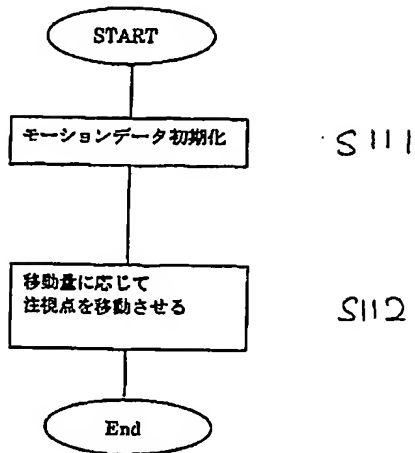 START
モーションデータ初期化
S111
移動量に応じて
注視点を移動させる
S112
End